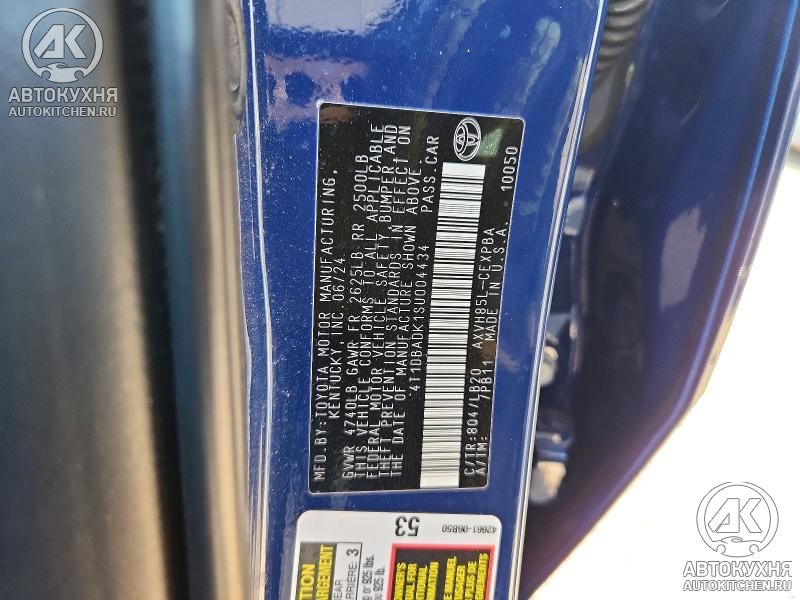 АВТОКУХНЯ
AUTOKITCHEN.RU
MFD.BY:TOYOTA MOTOR MANUFACTURING,
KENTUCKY, INC. 06/24
GVWR 4740LB GAWR FR 2625LB RR 2500LB
THIS VEHICLE CONFORMS TO ALL APPLICABLE
FEDERAL MOTOR VEHICLE SAFETY BUMPER,AND
THEFT PREVENTION STANDARDS IN EFFECT ON
THE DATE OF MANUFACTURE SHOWN ABOVE.
4T1DBADK1SU004434 PASS.CAR
C/TR:8Q4/LB20 AXVH85L-CEXPBA
A/TM: 7PB11 MADE IN U.S.A. 10050
53
42661-06B50
АВТОКУХНЯ
AUTOKITCHEN.RU